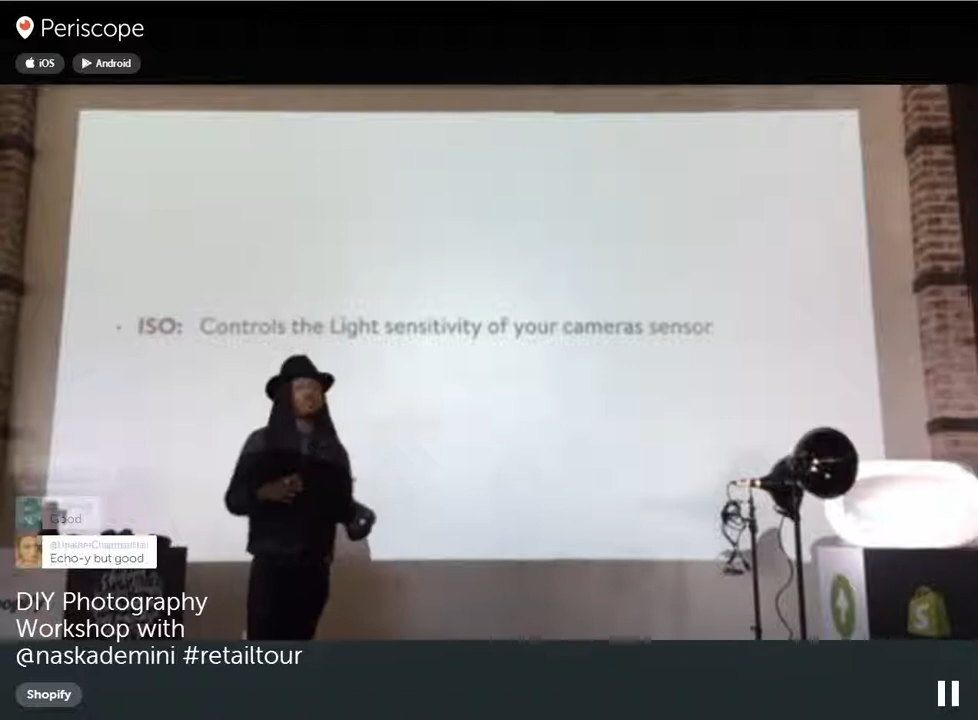 Periscope
iOS
Android
• ISO: Controls the Light sensitivity of your cameras sensor
Good
Echo-y but good
DIY Photography
Workshop with
@naskademini #retailtour
Shopify